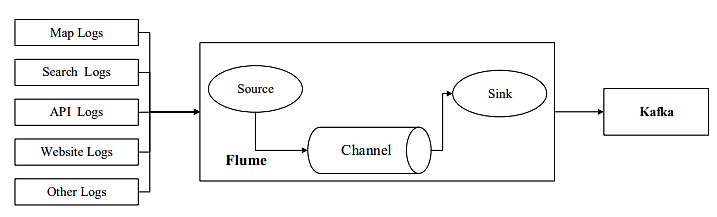 Map Logs
Search Logs
API Logs
Website Logs
Other Logs
Source
Channel
Sink
Flume
Kafka